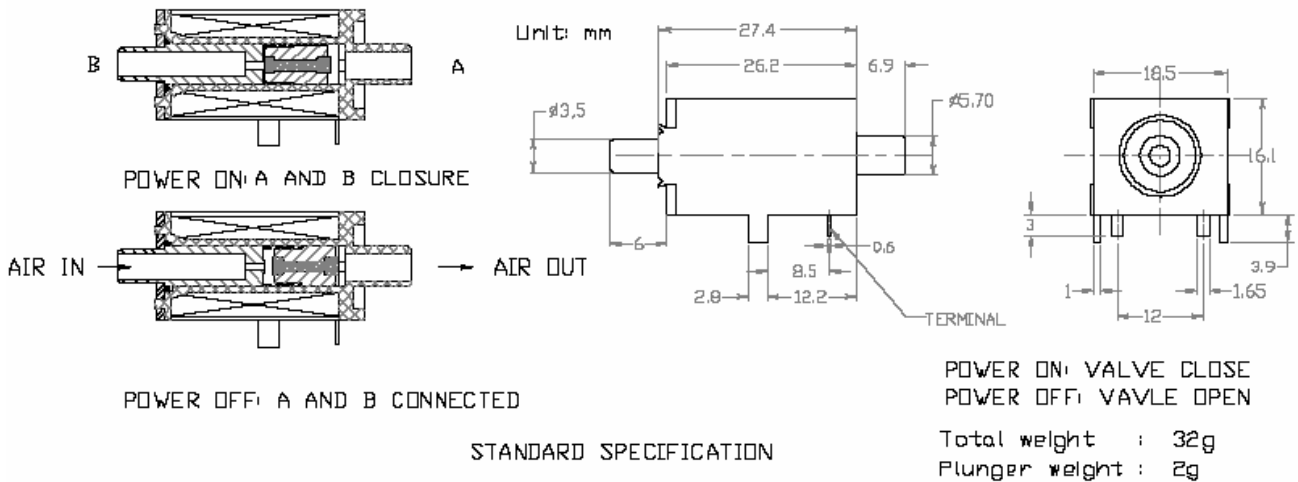 B
A
POWER ON: A AND B CLOSURE
AIR IN
AIR OUT
POWER OFF: A AND B CONNECTED
Unit: mm
27.4
26.2
6.9
ø3,5
ø5.70
6
0.6
8.5
2.8
12.2
TERMINAL
18.5
16.1
3
3.9
1
1.65
12
POWER ON: VALVE CLOSE
POWER OFF: VAVLE OPEN
STANDARD SPECIFICATION
Total weight : 32g
Plunger weight : 2g